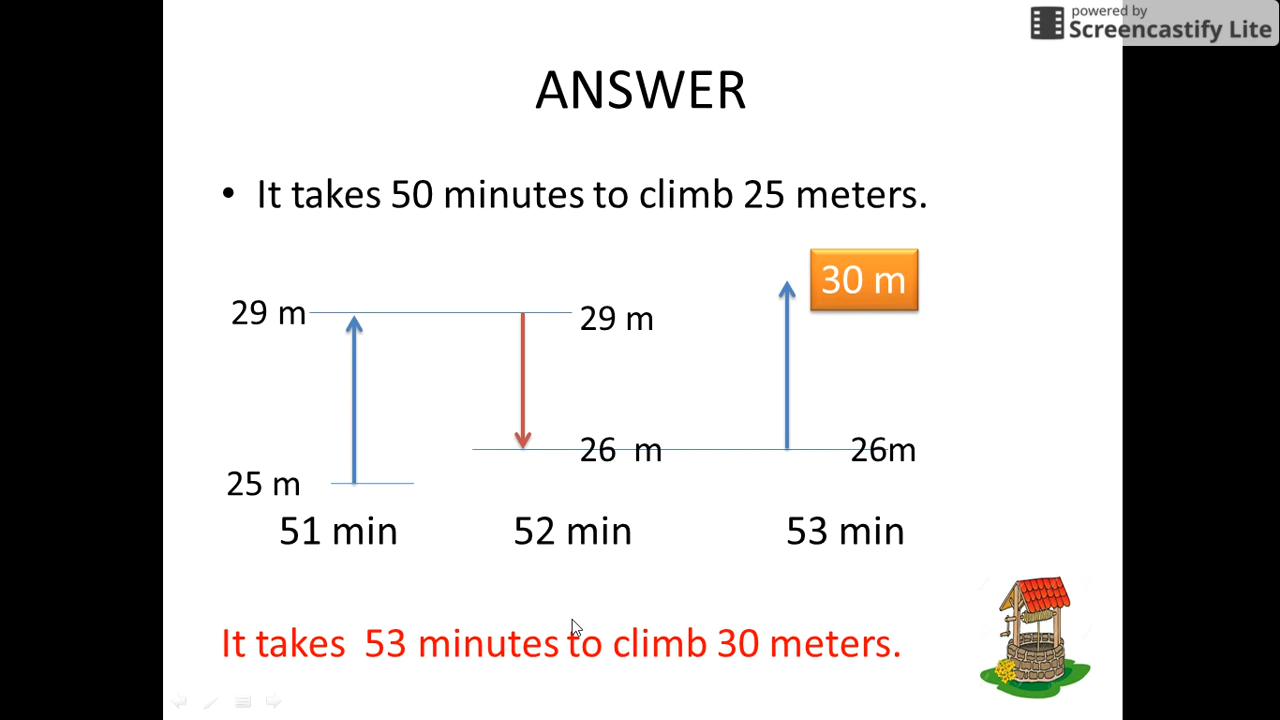 powered by
Screencastify Lite
ANSWER
• It takes 50 minutes to climb 25 meters.
30 m
29 m
29 m
26 m
26m
25 m
51 min
52 min
53 min
It takes 53 minutes to climb 30 meters.